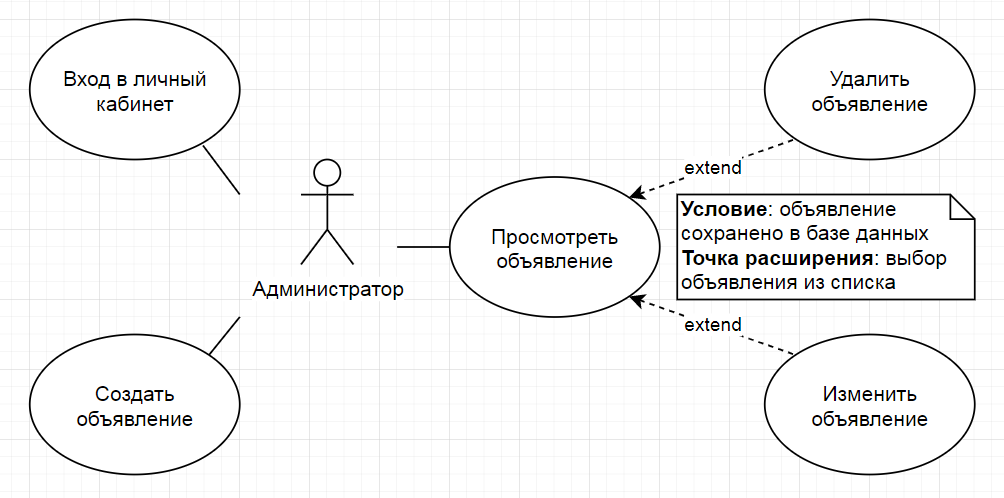 Вход в личный
кабинет
Удалить
объявление
extend
Условие: объявление
сохранено в базе данных
Точка расширения: выбор
объявления из списка
Просмотреть
объявление
Администратор
extend
Создать
объявление
Изменить
объявление